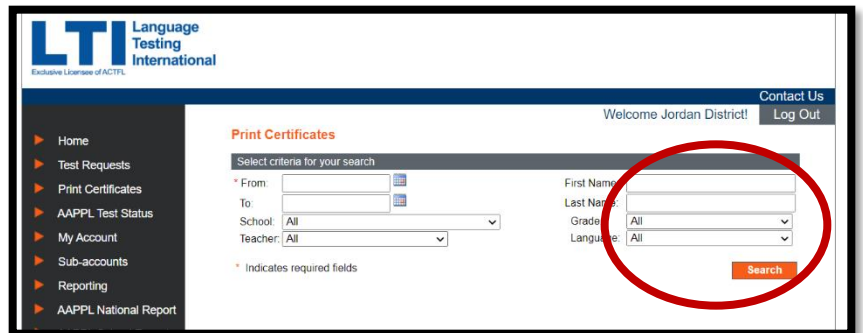 LTI Language
Testing
International
Exclusive Licensee of ACTFL
Contact Us
Welcome Jordan District! Log Out
Home
Test Requests
Print Certificates
AAPPL Test Status
My Account
Sub-accounts
Reporting
AAPPL National Report
Print Certificates
Select criteria for your search
* From: First Name:
To: Last Name:
School: All Grade: All
Teacher: All Language: All
* Indicates required fields
Search